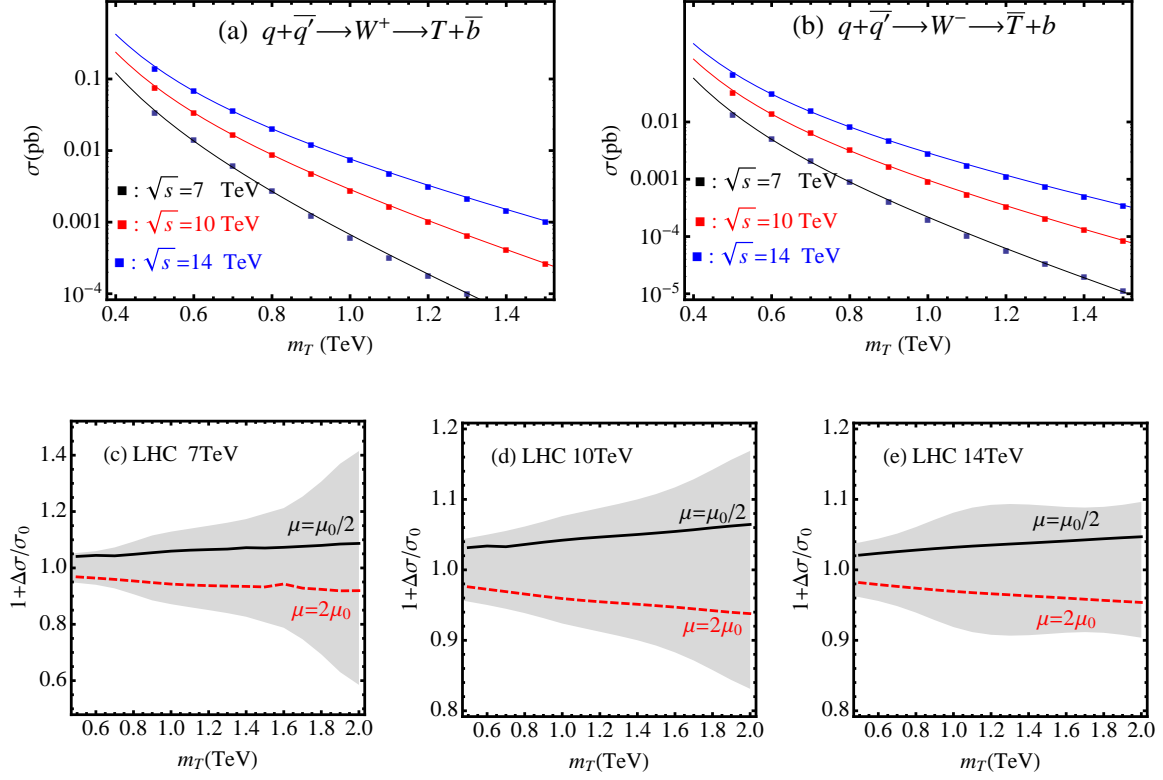 (a) q+q̅′⟶W⁺⟶T+b̅
σ(pb)
0.1
0.01
0.001
10⁻⁴
■ : √s =7 TeV
■ : √s =10 TeV
■ : √s =14 TeV
0.4 0.6 0.8 1.0 1.2 1.4
m_T (TeV)
(b) q+q̅′⟶W⁻⟶T̅+b
σ(pb)
0.01
0.001
10⁻⁴
10⁻⁵
■ : √s =7 TeV
■ : √s =10 TeV
■ : √s =14 TeV
0.4 0.6 0.8 1.0 1.2 1.4
m_T (TeV)
(c) LHC 7TeV
1+Δσ/σ₀
1.4
1.2
1.0
0.8
0.6
μ=μ₀/2
μ=2μ₀
0.6 0.8 1.0 1.2 1.4 1.6 1.8 2.0
m_T(TeV)
(d) LHC 10TeV
1+Δσ/σ₀
1.2
1.1
1.0
0.9
0.8
μ=μ₀/2
μ=2μ₀
0.6 0.8 1.0 1.2 1.4 1.6 1.8 2.0
m_T(TeV)
(e) LHC 14TeV
1+Δσ/σ₀
1.2
1.1
1.0
0.9
0.8
μ=μ₀/2
μ=2μ₀
0.6 0.8 1.0 1.2 1.4 1.6 1.8 2.0
m_T(TeV)